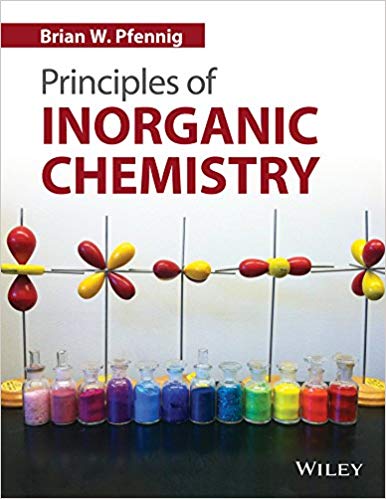 Brian W. Pfennig
Principles of
INORGANIC
CHEMISTRY
WILEY